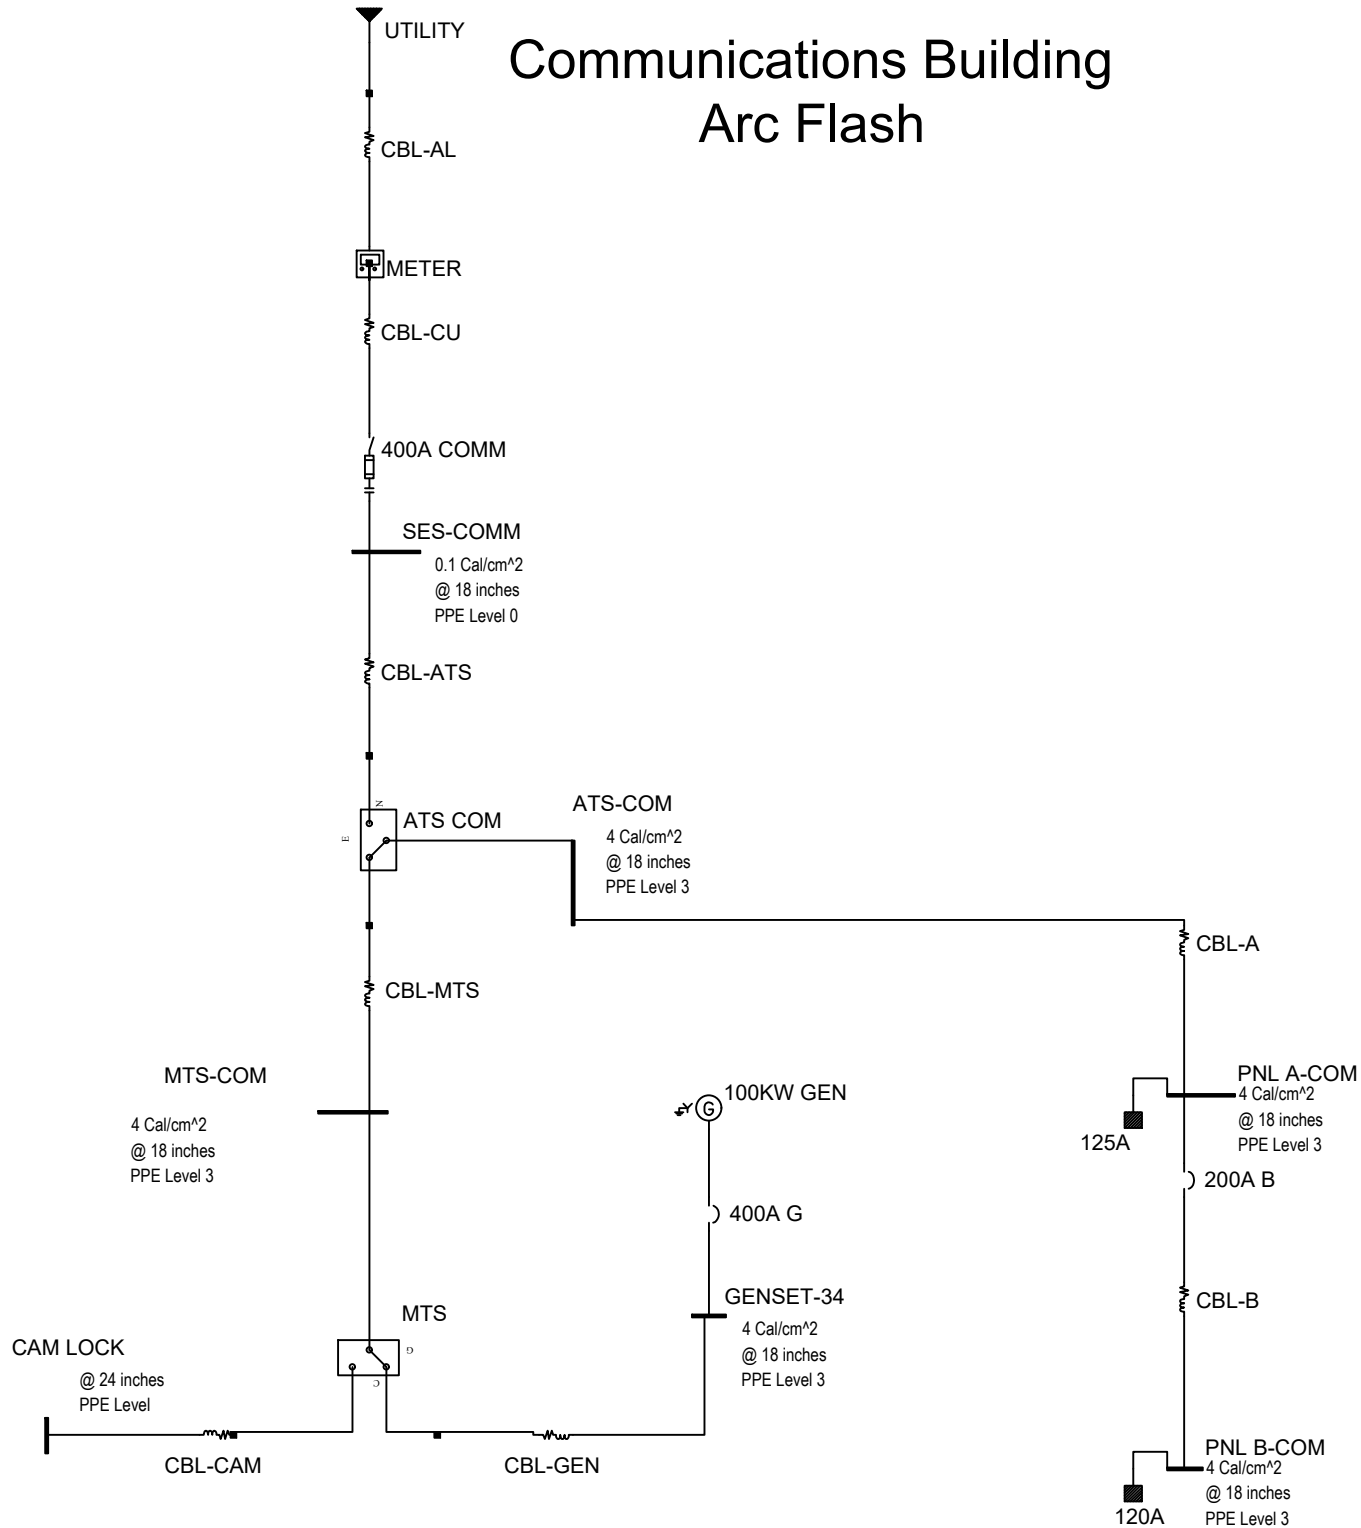 UTILITY
Communications Building
Arc Flash
CBL-AL
METER
CBL-CU
400A COMM
SES-COMM
0.1 Cal/cm^2
@ 18 inches
PPE Level 0
CBL-ATS
N
E
ATS COM
ATS-COM
4 Cal/cm^2
@ 18 inches
PPE Level 3
CBL-A
CBL-MTS
MTS-COM
4 Cal/cm^2
@ 18 inches
PPE Level 3
G
100KW GEN
PNL A-COM
4 Cal/cm^2
@ 18 inches
PPE Level 3
125A
200A B
400A G
GENSET-34
4 Cal/cm^2
@ 18 inches
PPE Level 3
CBL-B
MTS
G
C
CAM LOCK
@ 24 inches
PPE Level
CBL-CAM
CBL-GEN
PNL B-COM
4 Cal/cm^2
@ 18 inches
PPE Level 3
120A